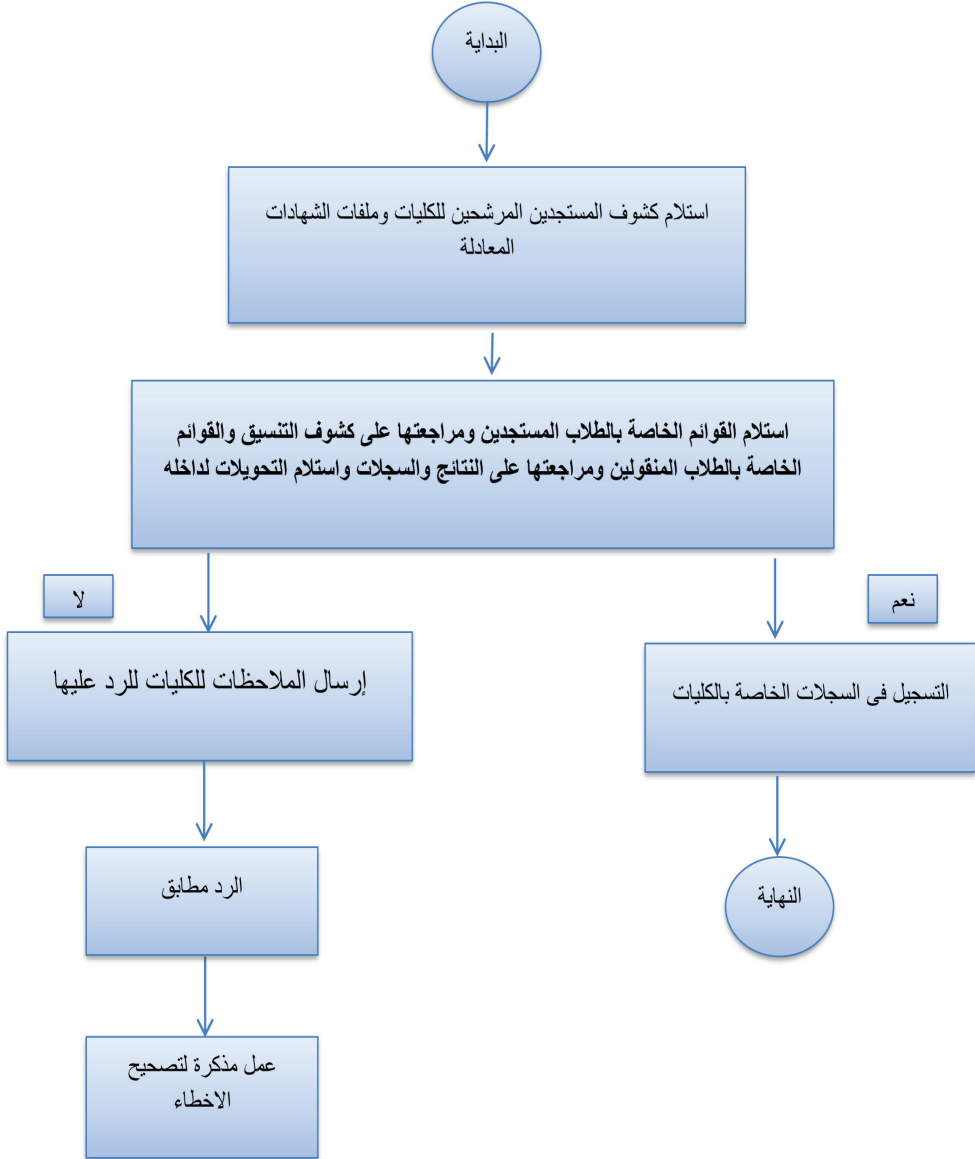 البداية
استلام كشوف المستجدين المرشحين للكليات وملفات الشهادات
المعادلة
استلام القوائم الخاصة بالطلاب المستجدين ومراجعتها على كشوف التنسيق والقوائم
الخاصة بالطلاب المنقولين ومراجعتها على النتائج والسجلات واستلام التحويلات لداخله
نعم
لا
التسجيل فى السجلات الخاصة بالكليات
إرسال الملاحظات للكليات للرد عليها
النهاية
الرد مطابق
عمل مذكرة لتصحيح
الاخطاء